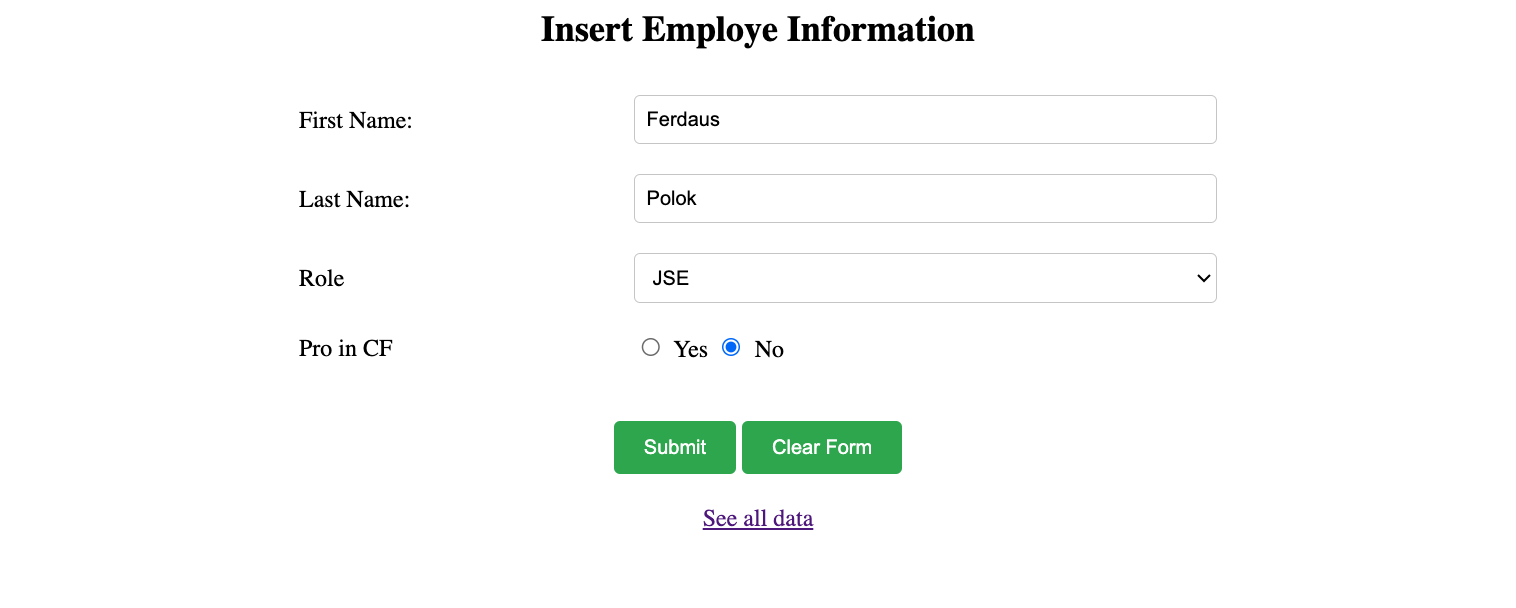 Insert Employe Information
First Name: Ferdaus
Last Name: Polok
Role JSE
Pro in CF Yes No
Submit Clear Form
See all data